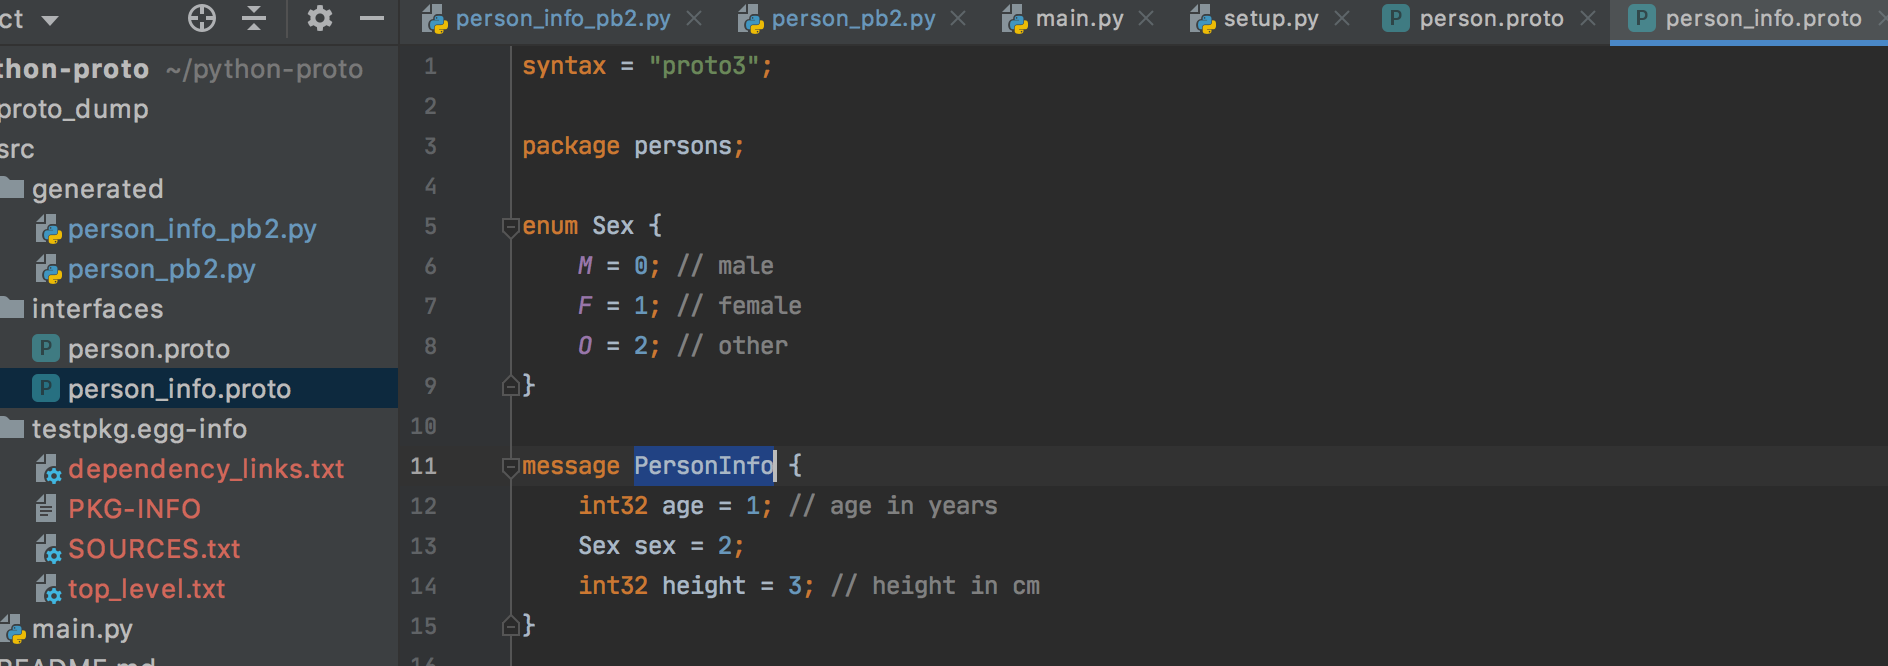 ct
person_info_pb2.py
person_pb2.py
main.py
setup.py
person.proto
person_info.proto
thon-proto ~/python-proto
proto_dump
src
generated
person_info_pb2.py
person_pb2.py
interfaces
person.proto
person_info.proto
testpkg.egg-info
dependency_links.txt
PKG-INFO
SOURCES.txt
top_level.txt
main.py
README.md
1 syntax = "proto3";
2
3 package persons;
4
5 enum Sex {
6 M = 0; // male
7 F = 1; // female
8 O = 2; // other
9 }
10
11 message PersonInfo {
12 int32 age = 1; // age in years
13 Sex sex = 2;
14 int32 height = 3; // height in cm
15 }
16